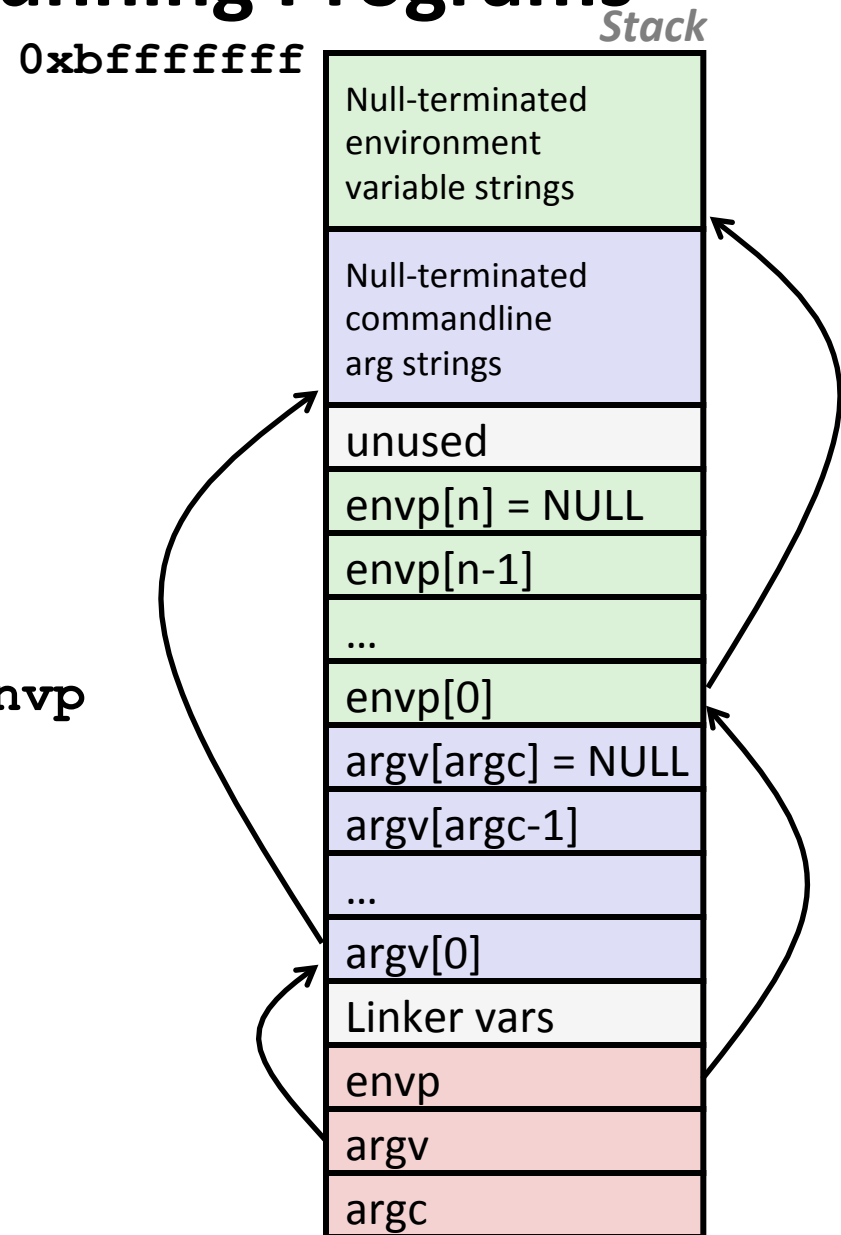 Programs
Stack
0xbfffffff
Null-terminated
environment
variable strings
Null-terminated
commandline
arg strings
unused
envp[n] = NULL
envp[n-1]
…
envp[0]
argv[argc] = NULL
argv[argc-1]
…
argv[0]
Linker vars
envp
argv
argc